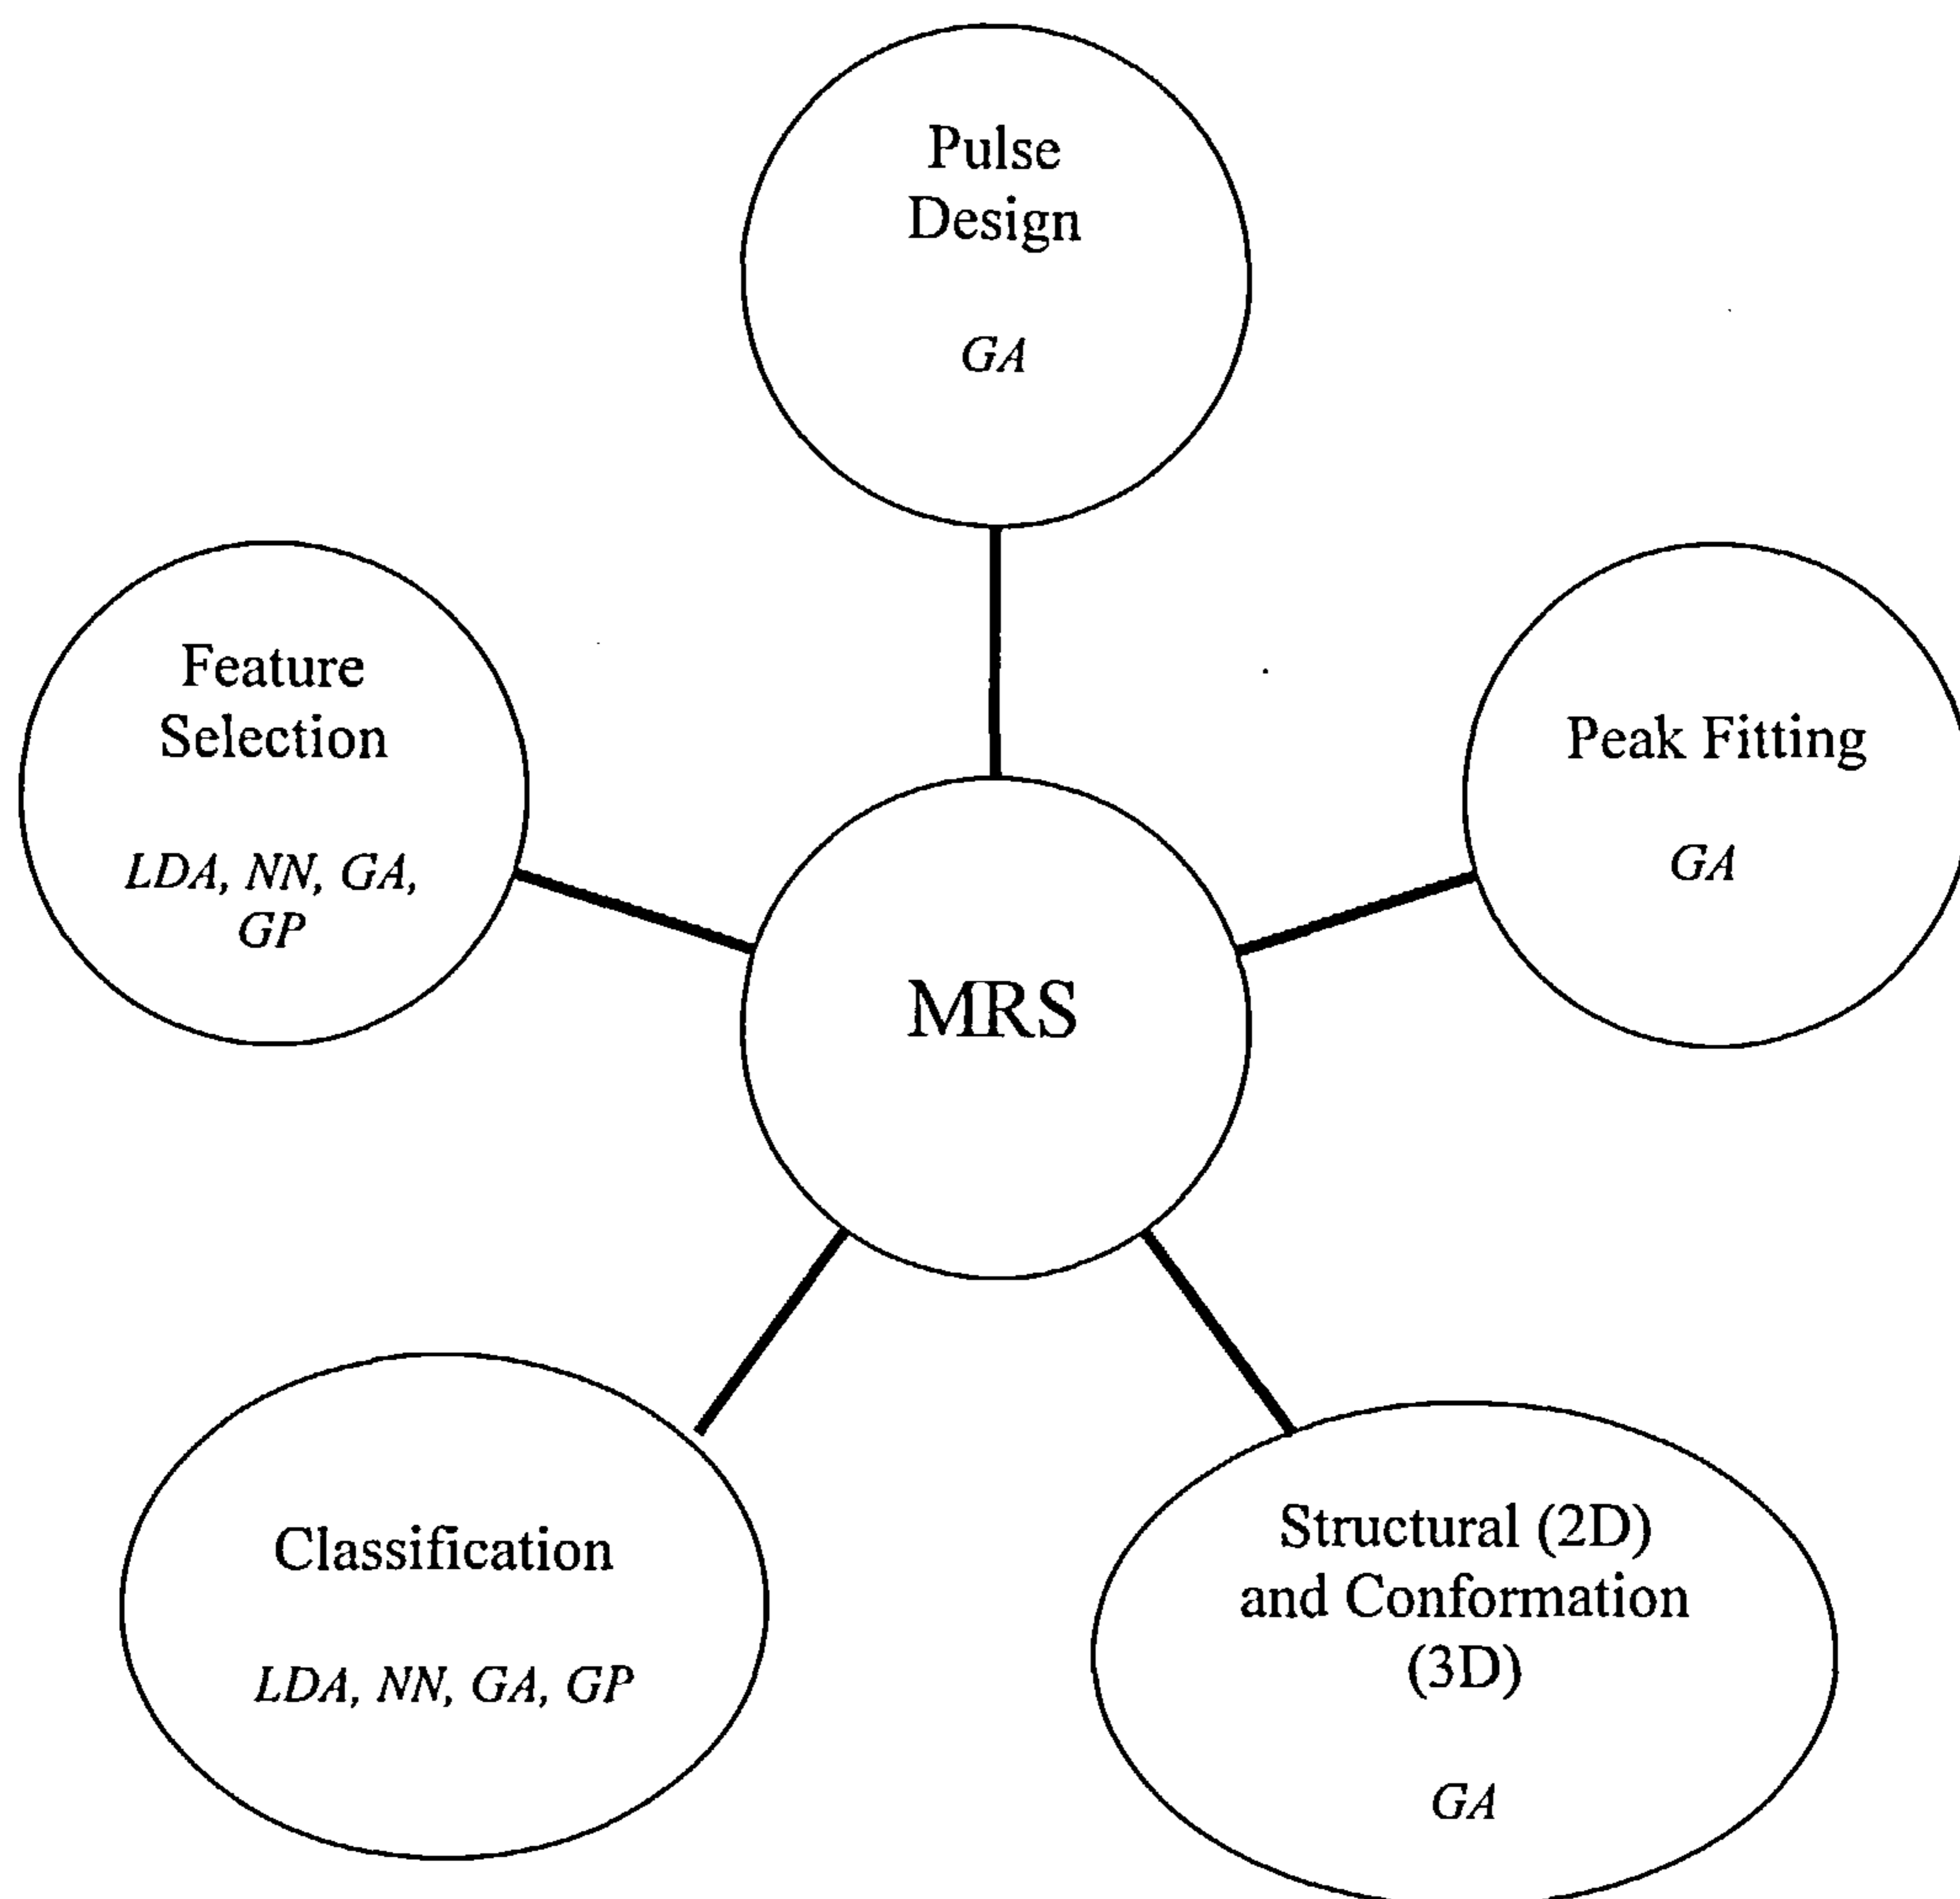 Pulse
Design
GA
Feature
Selection
LDA, NN, GA,
GP
Peak Fitting
GA
MRS
Classification
LDA, NN, GA, GP
Structural (2D)
and Conformation
(3D)
GA